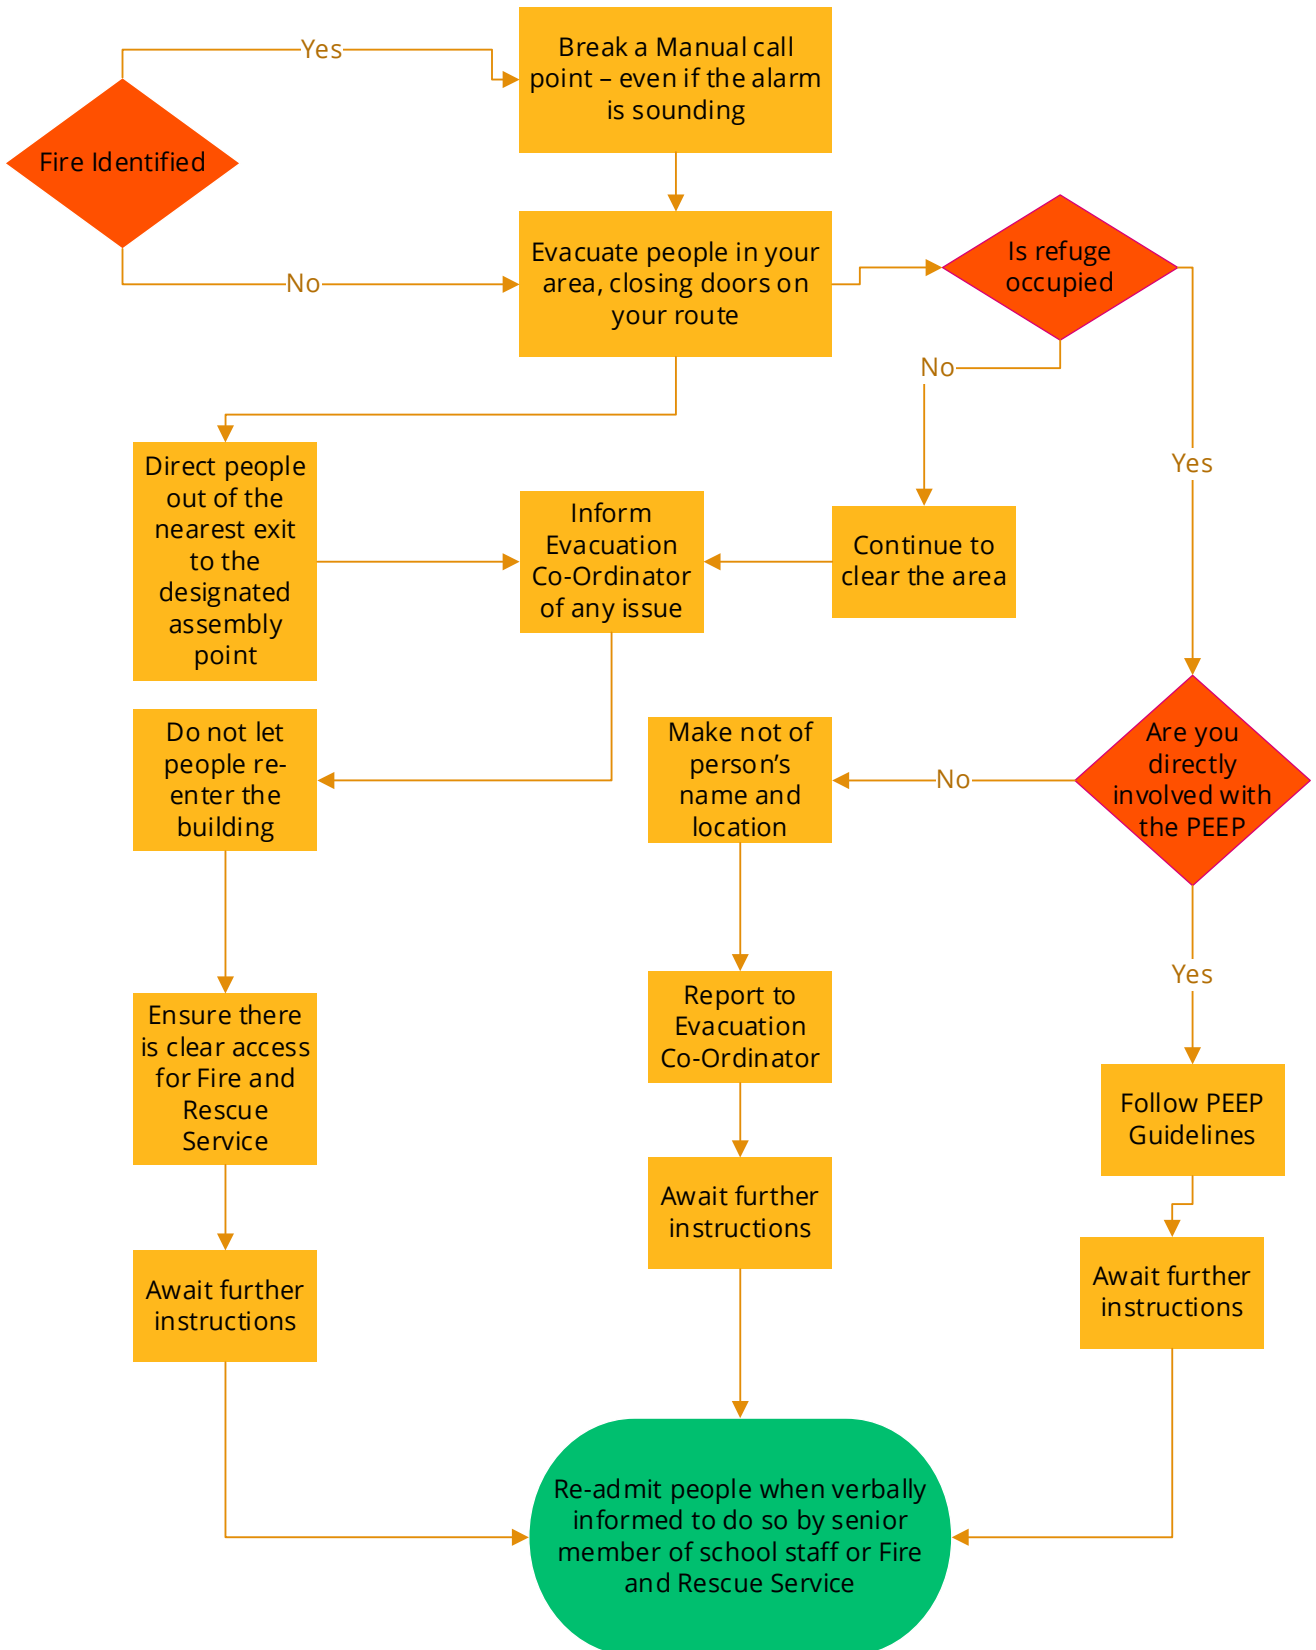 Yes
Break a Manual call
point – even if the alarm
is sounding
Fire Identified
No
Evacuate people in your
area, closing doors on
your route
Is refuge
occupied
No
Yes
Direct people
out of the
nearest exit
to the
designated
assembly
point
Inform
Evacuation
Co-Ordinator
of any issue
Continue to
clear the area
Do not let
people re-
enter the
building
Make not of
person’s
name and
location
No
Are you
directly
involved with
the PEEP
Yes
Ensure there
is clear access
for Fire and
Rescue
Service
Report to
Evacuation
Co-Ordinator
Follow PEEP
Guidelines
Await further
instructions
Await further
instructions
Await further
instructions
Re-admit people when verbally
informed to do so by senior
member of school staff or Fire
and Rescue Service